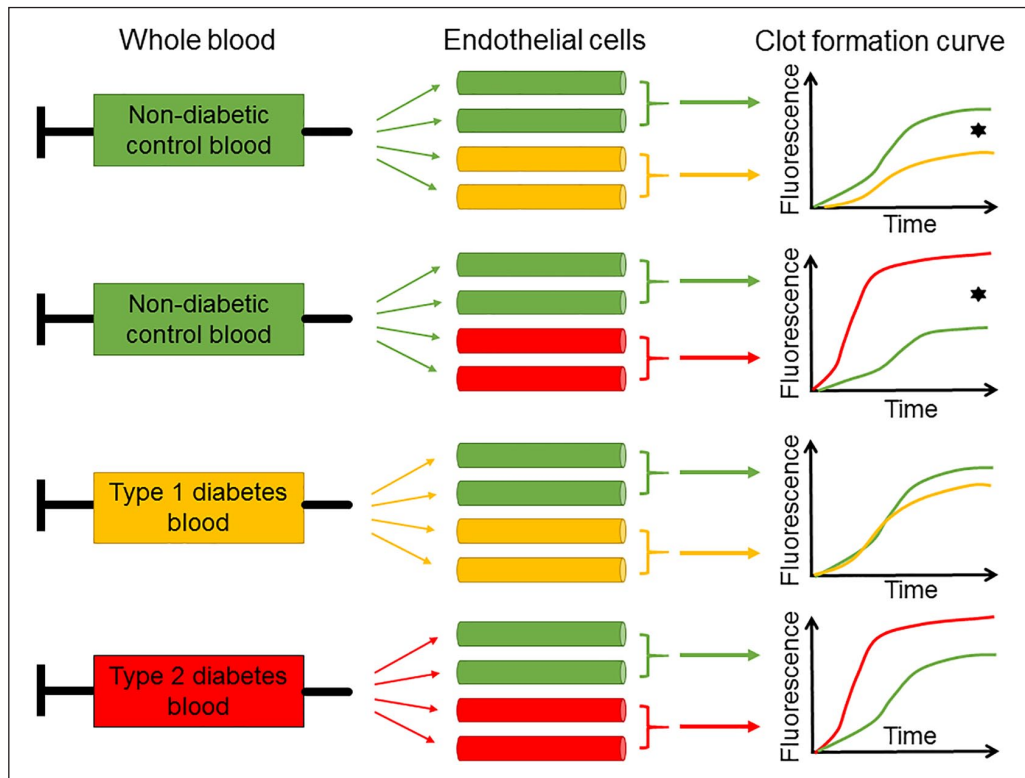 Whole blood
Endothelial cells
Clot formation curve
Non-diabetic
control blood
Fluorescence
Time
Non-diabetic
control blood
Fluorescence
Time
Type 1 diabetes
blood
Fluorescence
Time
Type 2 diabetes
blood
Fluorescence
Time